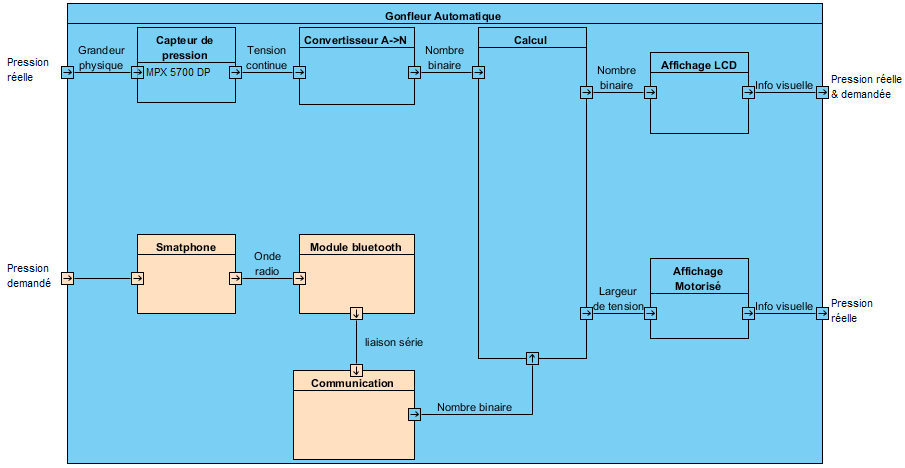 Gonfleur Automatique
Pression
réelle
Grandeur
physique
Capteur de
pression
MPX 5700 DP
Tension
continue
Convertisseur A->N
Nombre
binaire
Calcul
Nombre
binaire
Affichage LCD
Info visuelle
Pression réelle
& demandée
Pression
demandé
Smatphone
Onde
radio
Module bluetooth
liaison série
Communication
Nombre binaire
Largeur
de tension
Affichage
Motorisé
Info visuelle
Pression
réelle